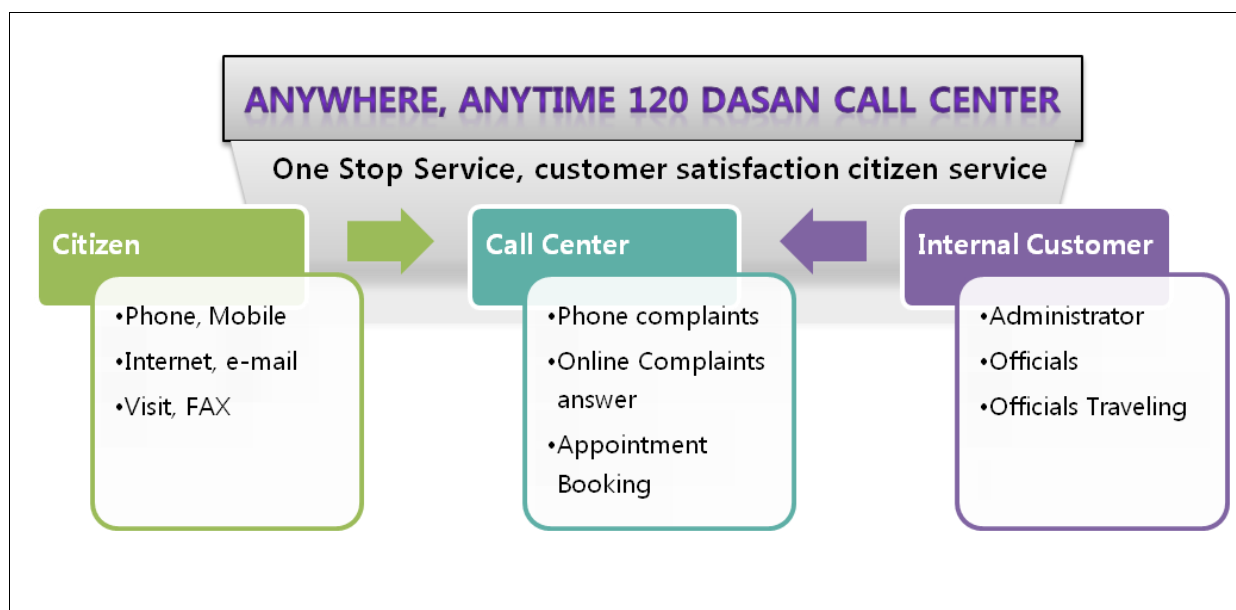 ANYWHERE, ANYTIME 120 DASAN CALL CENTER
One Stop Service, customer satisfaction citizen service
Citizen
•Phone, Mobile
•Internet, e-mail
•Visit, FAX
Call Center
•Phone complaints
•Online Complaints
answer
•Appointment
Booking
Internal Customer
•Administrator
•Officials
•Officials Traveling